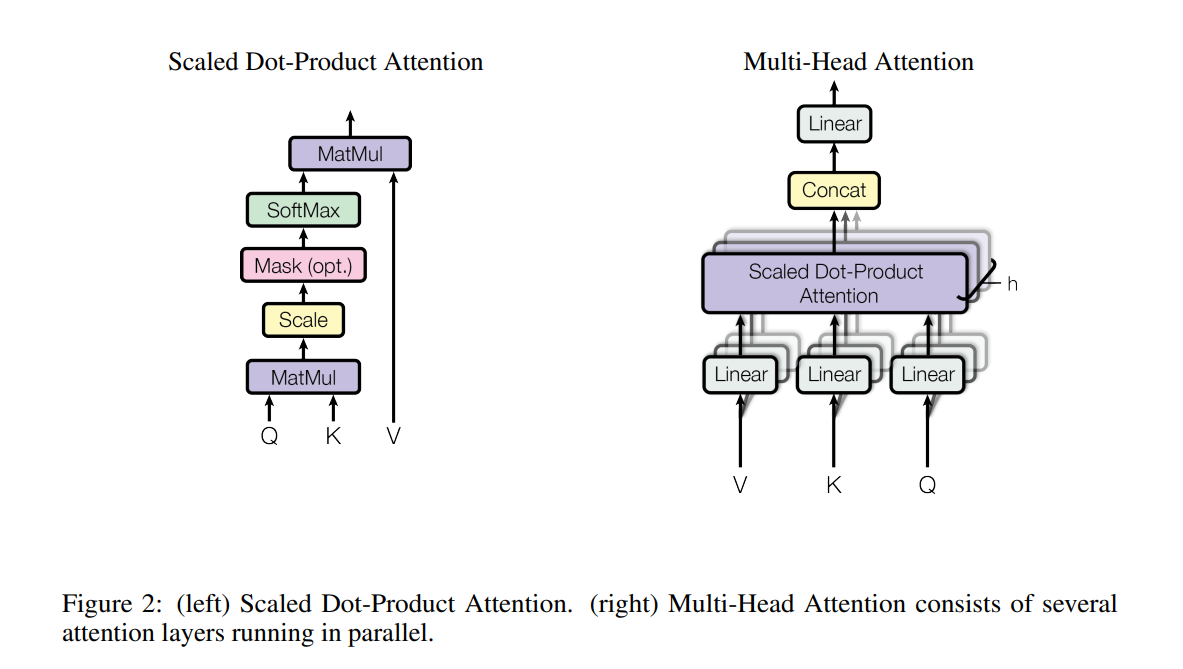 Scaled Dot-Product Attention
MatMul
SoftMax
Mask (opt.)
Scale
MatMul
Q K V
Multi-Head Attention
Linear
Concat
Scaled Dot-Product
Attention
h
Linear Linear Linear
V K Q
Figure 2: (left) Scaled Dot-Product Attention. (right) Multi-Head Attention consists of several
attention layers running in parallel.